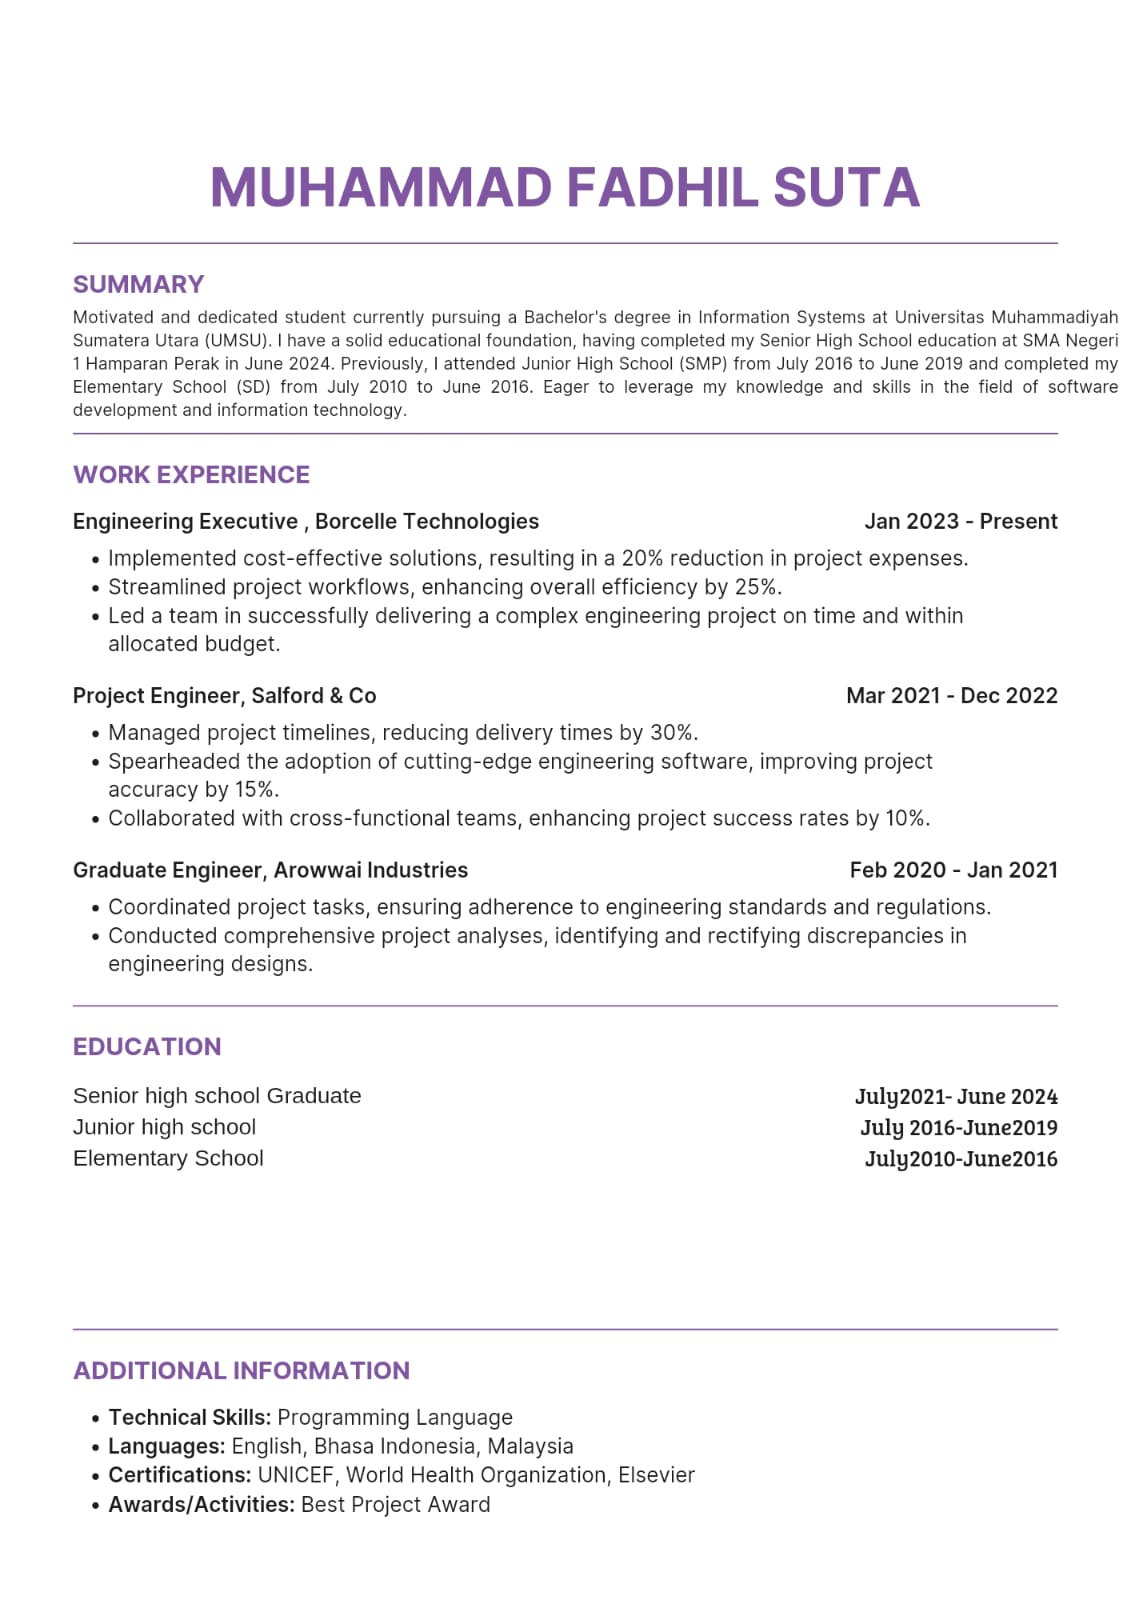 MUHAMMAD FADHIL SUTA
SUMMARY
Motivated and dedicated student currently pursuing a Bachelor's degree in Information Systems at Universitas Muhammadiyah
Sumatera Utara (UMSU). I have a solid educational foundation, having completed my Senior High School education at SMA Negeri
1 Hamparan Perak in June 2024. Previously, I attended Junior High School (SMP) from July 2016 to June 2019 and completed my
Elementary School (SD) from July 2010 to June 2016. Eager to leverage my knowledge and skills in the field of software
development and information technology.
WORK EXPERIENCE
Engineering Executive , Borcelle Technologies Jan 2023 - Present
• Implemented cost-effective solutions, resulting in a 20% reduction in project expenses.
• Streamlined project workflows, enhancing overall efficiency by 25%.
• Led a team in successfully delivering a complex engineering project on time and within
allocated budget.
Project Engineer, Salford & Co Mar 2021 - Dec 2022
• Managed project timelines, reducing delivery times by 30%.
• Spearheaded the adoption of cutting-edge engineering software, improving project
accuracy by 15%.
• Collaborated with cross-functional teams, enhancing project success rates by 10%.
Graduate Engineer, Arowwai Industries Feb 2020 - Jan 2021
• Coordinated project tasks, ensuring adherence to engineering standards and regulations.
• Conducted comprehensive project analyses, identifying and rectifying discrepancies in
engineering designs.
EDUCATION
Senior high school Graduate July2021- June 2024
Junior high school July 2016-June2019
Elementary School July2010-June2016
ADDITIONAL INFORMATION
• Technical Skills: Programming Language
• Languages: English, Bhasa Indonesia, Malaysia
• Certifications: UNICEF, World Health Organization, Elsevier
• Awards/Activities: Best Project Award